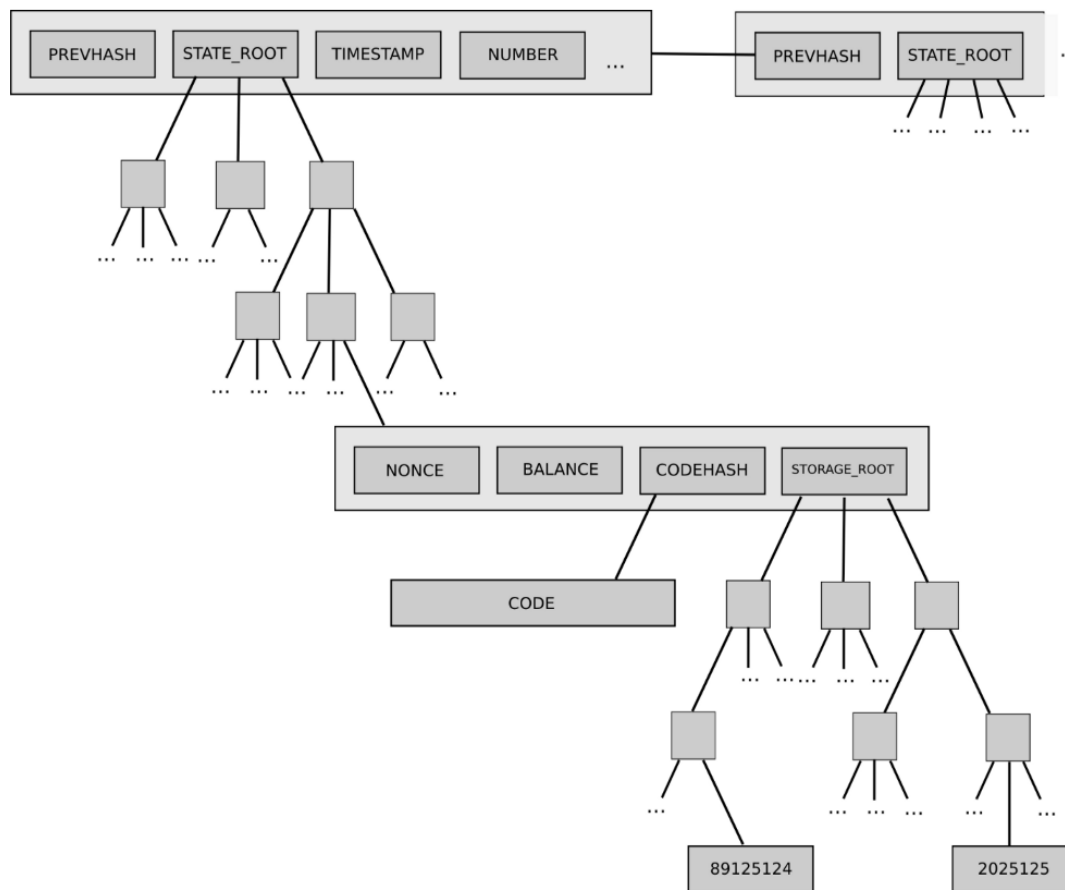 PREVHASH STATE_ROOT TIMESTAMP NUMBER ... PREVHASH STATE_ROOT ...
... ... ... ...
... ... ... ... ...
... ... ... ... ... ...
NONCE BALANCE CODEHASH STORAGE_ROOT
CODE
... ... ... ... ...
... ... ... ... ... ...
89125124 2025125